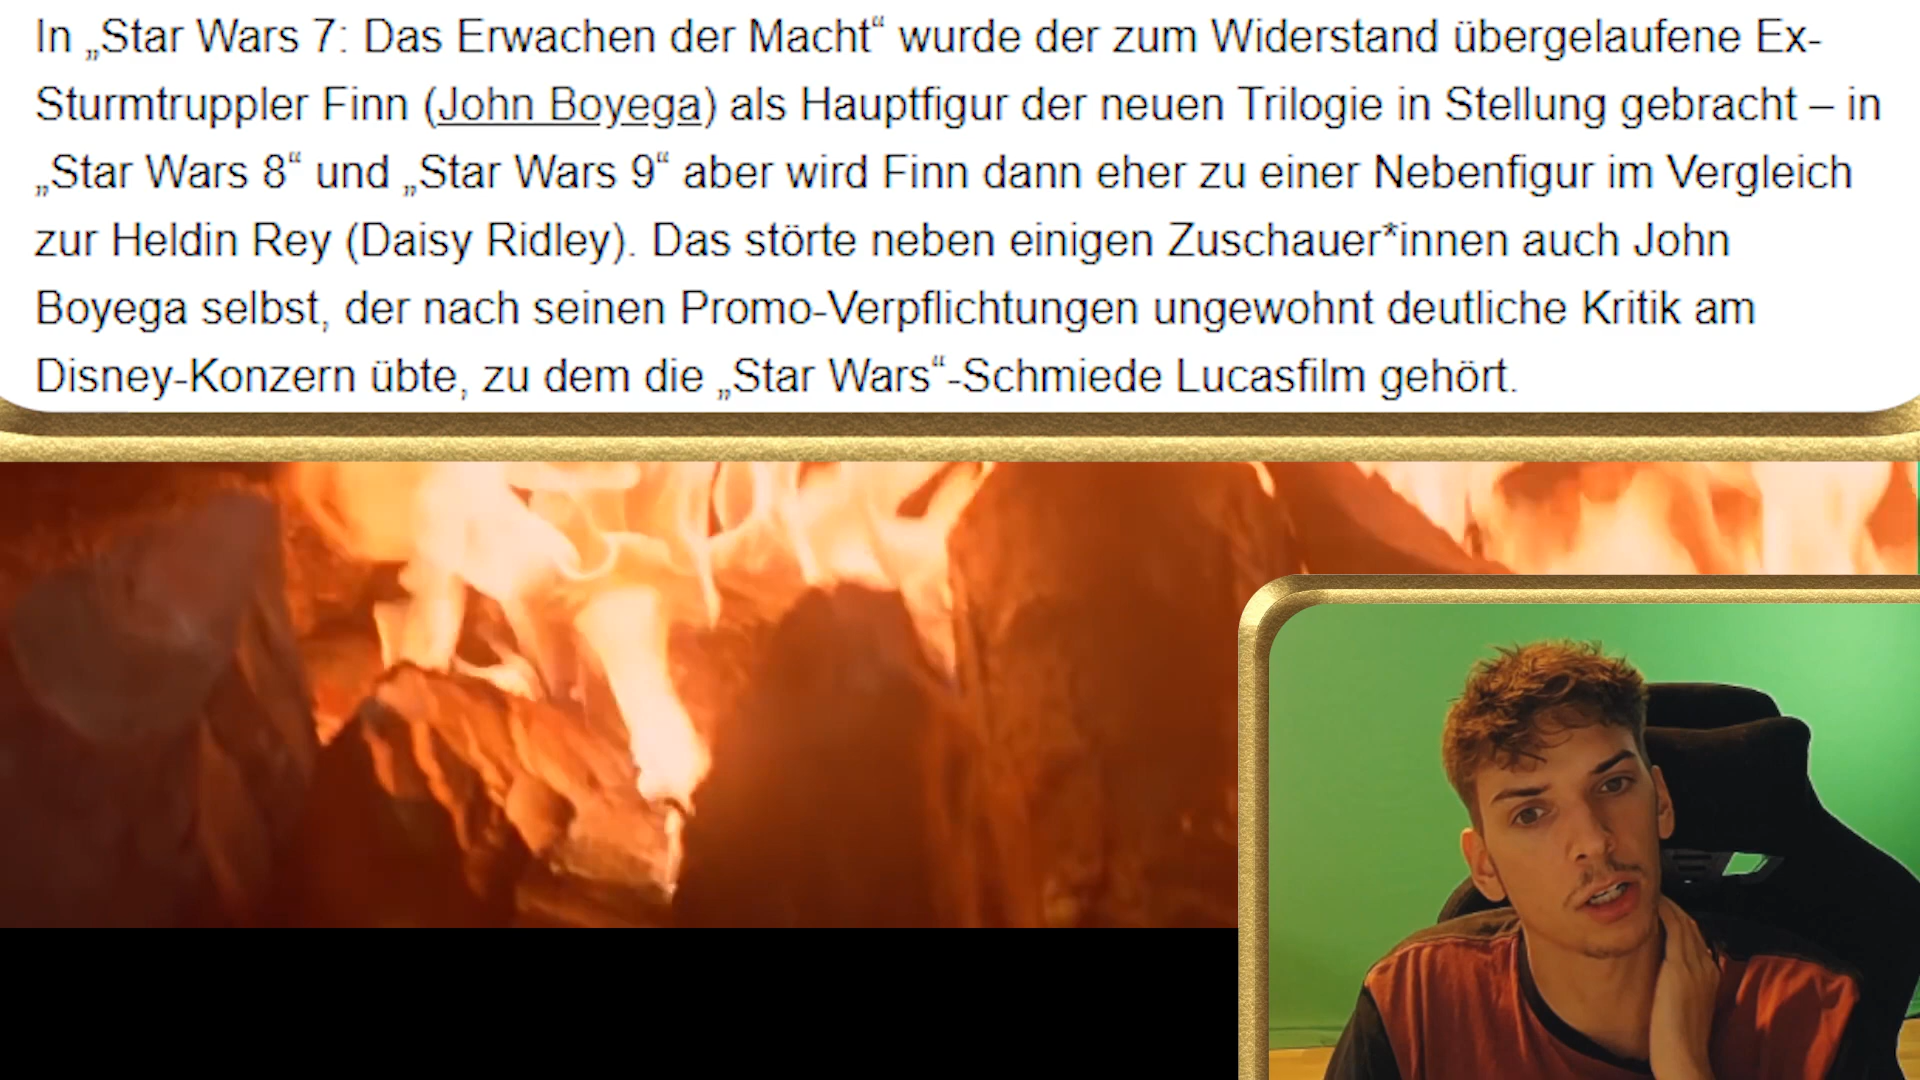 In „Star Wars 7: Das Erwachen der Macht“ wurde der zum Widerstand übergelaufene Ex-
Sturmtruppler Finn (John Boyega) als Hauptfigur der neuen Trilogie in Stellung gebracht – in
„Star Wars 8“ und „Star Wars 9“ aber wird Finn dann eher zu einer Nebenfigur im Vergleich
zur Heldin Rey (Daisy Ridley). Das störte neben einigen Zuschauer*innen auch John
Boyega selbst, der nach seinen Promo-Verpflichtungen ungewohnt deutliche Kritik am
Disney-Konzern übte, zu dem die „Star Wars“-Schmiede Lucasfilm gehört.